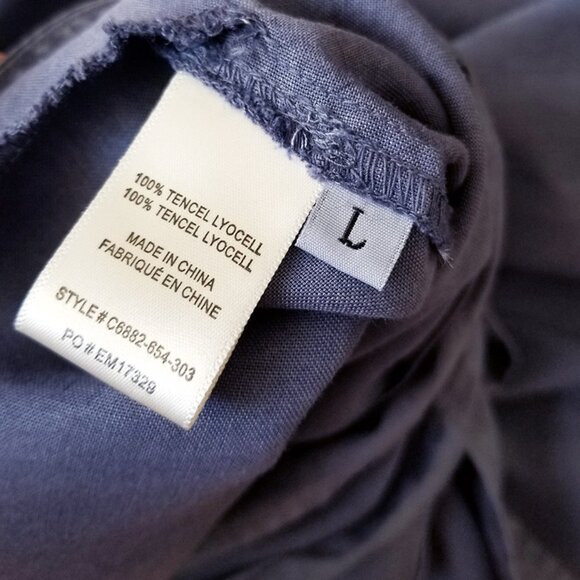 100% TENCEL LYOCELL
100% TENCEL LYOCELL
MADE IN CHINA
FABRIQUÉ EN CHINE
STYLE # C6882-654-303
PO # EM17329
L